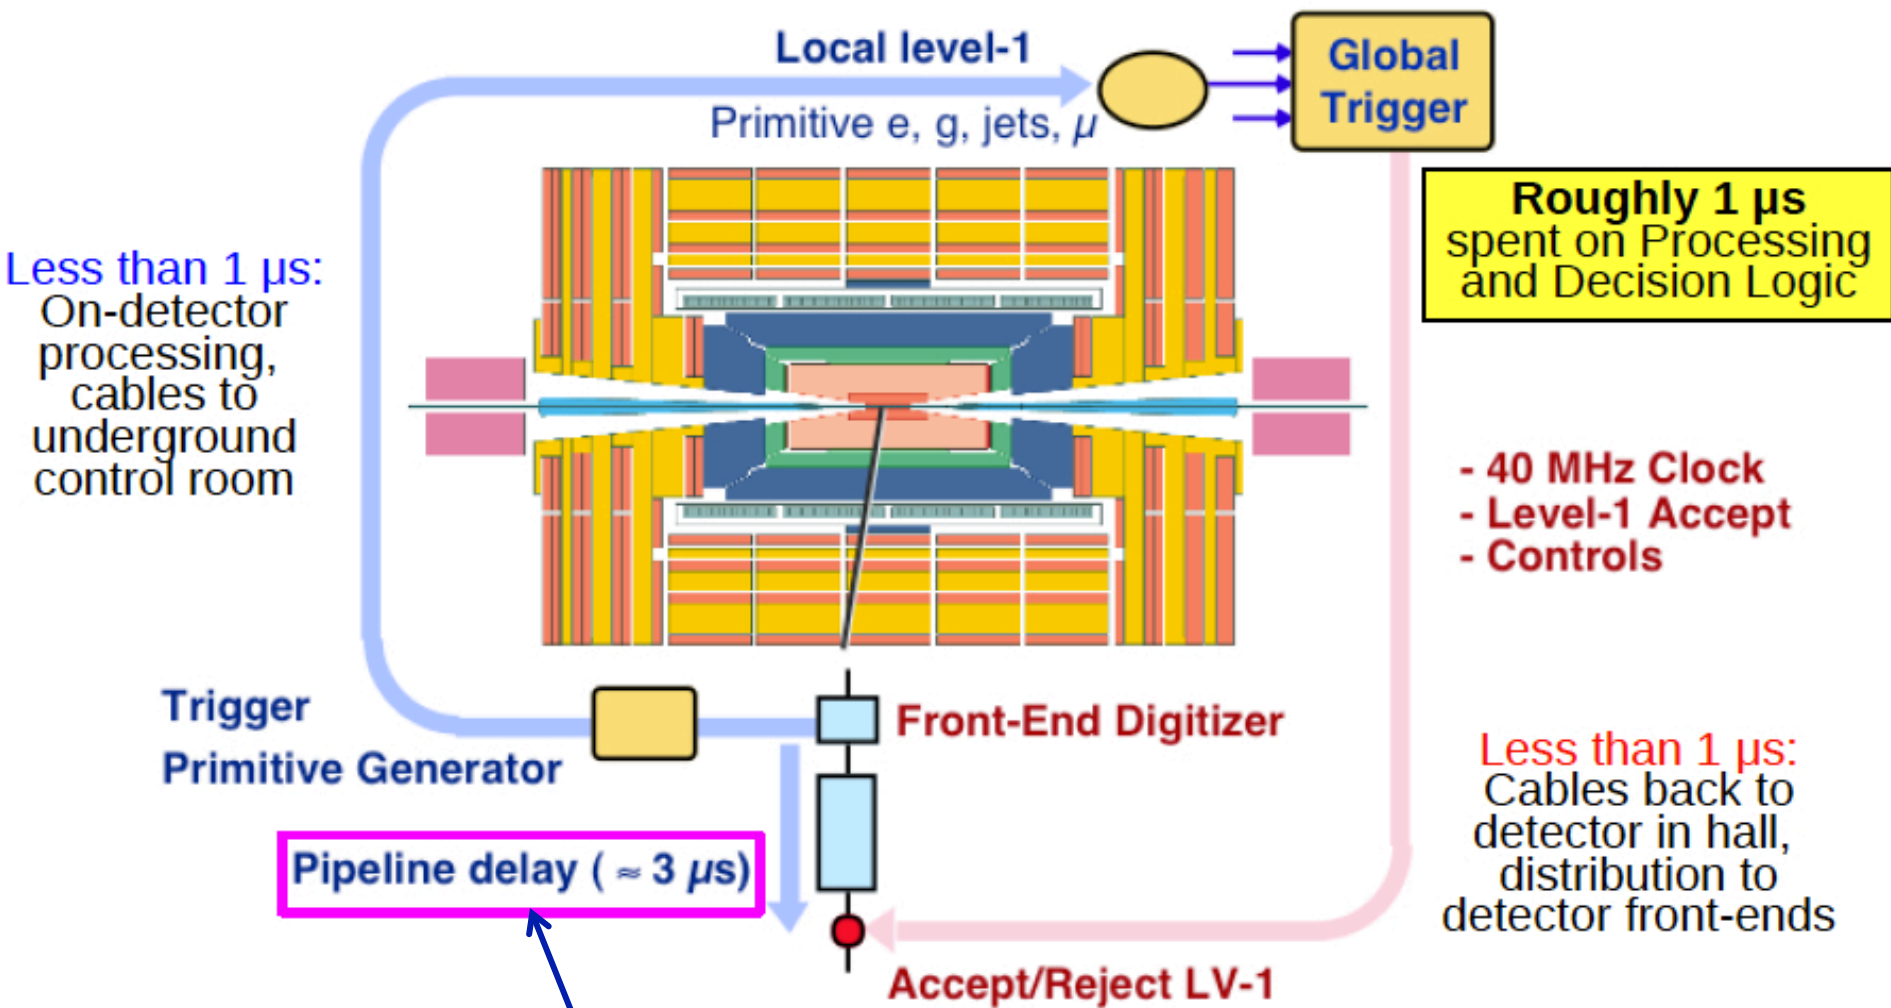 Local level-1
Primitive e, g, jets, μ
Global
Trigger
Roughly 1 μs
spent on Processing
and Decision Logic
Less than 1 μs:
On-detector
processing,
cables to
underground
control room
- 40 MHz Clock
- Level-1 Accept
- Controls
Trigger
Primitive Generator
Front-End Digitizer
Less than 1 μs:
Cables back to
detector in hall,
distribution to
detector front-ends
Pipeline delay ( ≈ 3 μs)
Accept/Reject LV-1